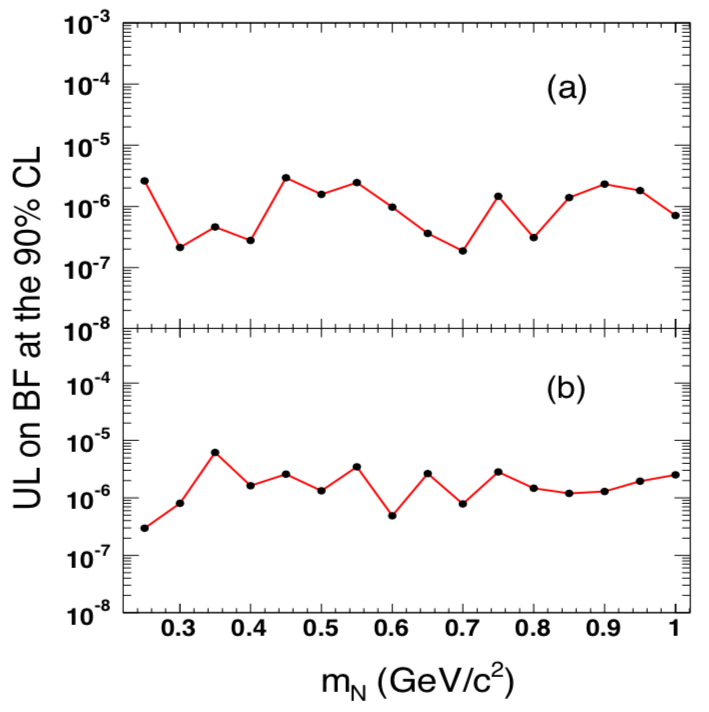 UL on BF at the 90% CL
10⁻³
10⁻⁴
10⁻⁵
10⁻⁶
10⁻⁷
10⁻⁸
(a)
10⁻⁴
10⁻⁵
10⁻⁶
10⁻⁷
10⁻⁸
(b)
0.3 0.4 0.5 0.6 0.7 0.8 0.9 1
m_N (GeV/c²)